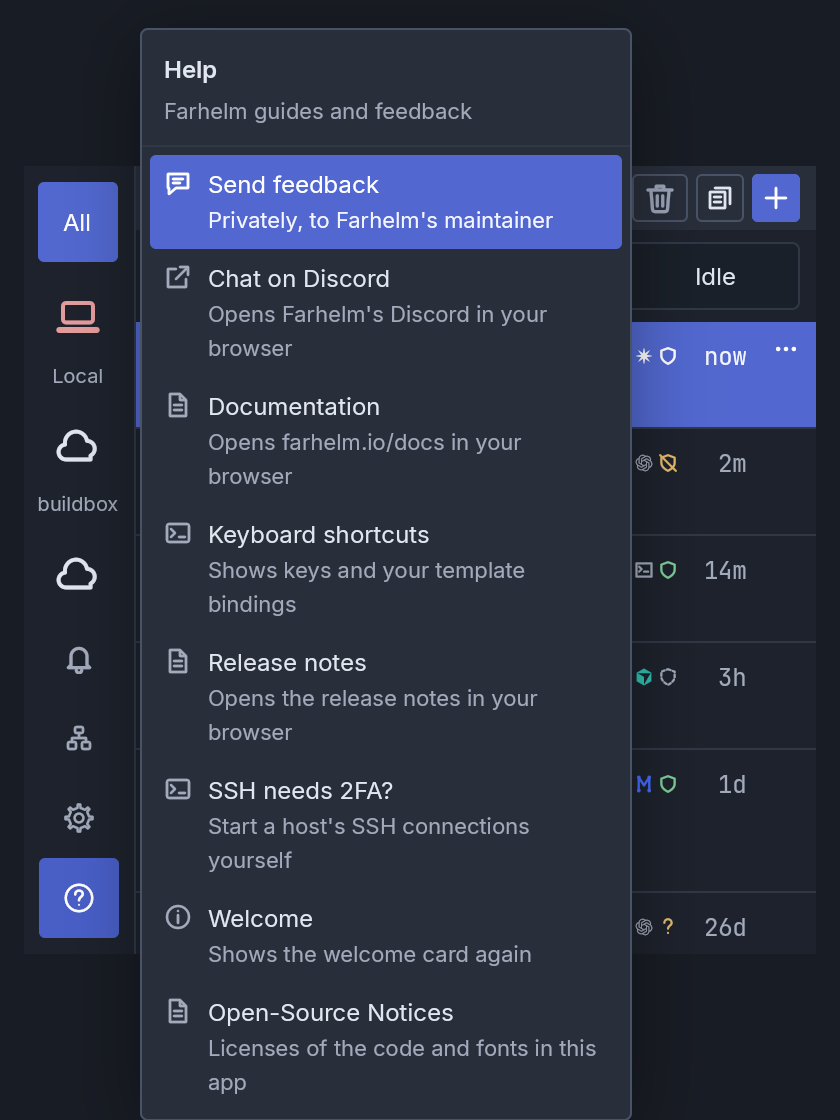 Help
Farhelm guides and feedback
All
Send feedback
Privately, to Farhelm's maintainer
Chat on Discord
Opens Farhelm's Discord in your
browser
Idle
now
Local
Documentation
Opens farhelm.io/docs in your
browser
2m
buildbox
Keyboard shortcuts
Shows keys and your template
bindings
14m
Release notes
Opens the release notes in your
browser
3h
SSH needs 2FA?
Start a host's SSH connections
yourself
1d
Welcome
Shows the welcome card again
26d
Open-Source Notices
Licenses of the code and fonts in this
app